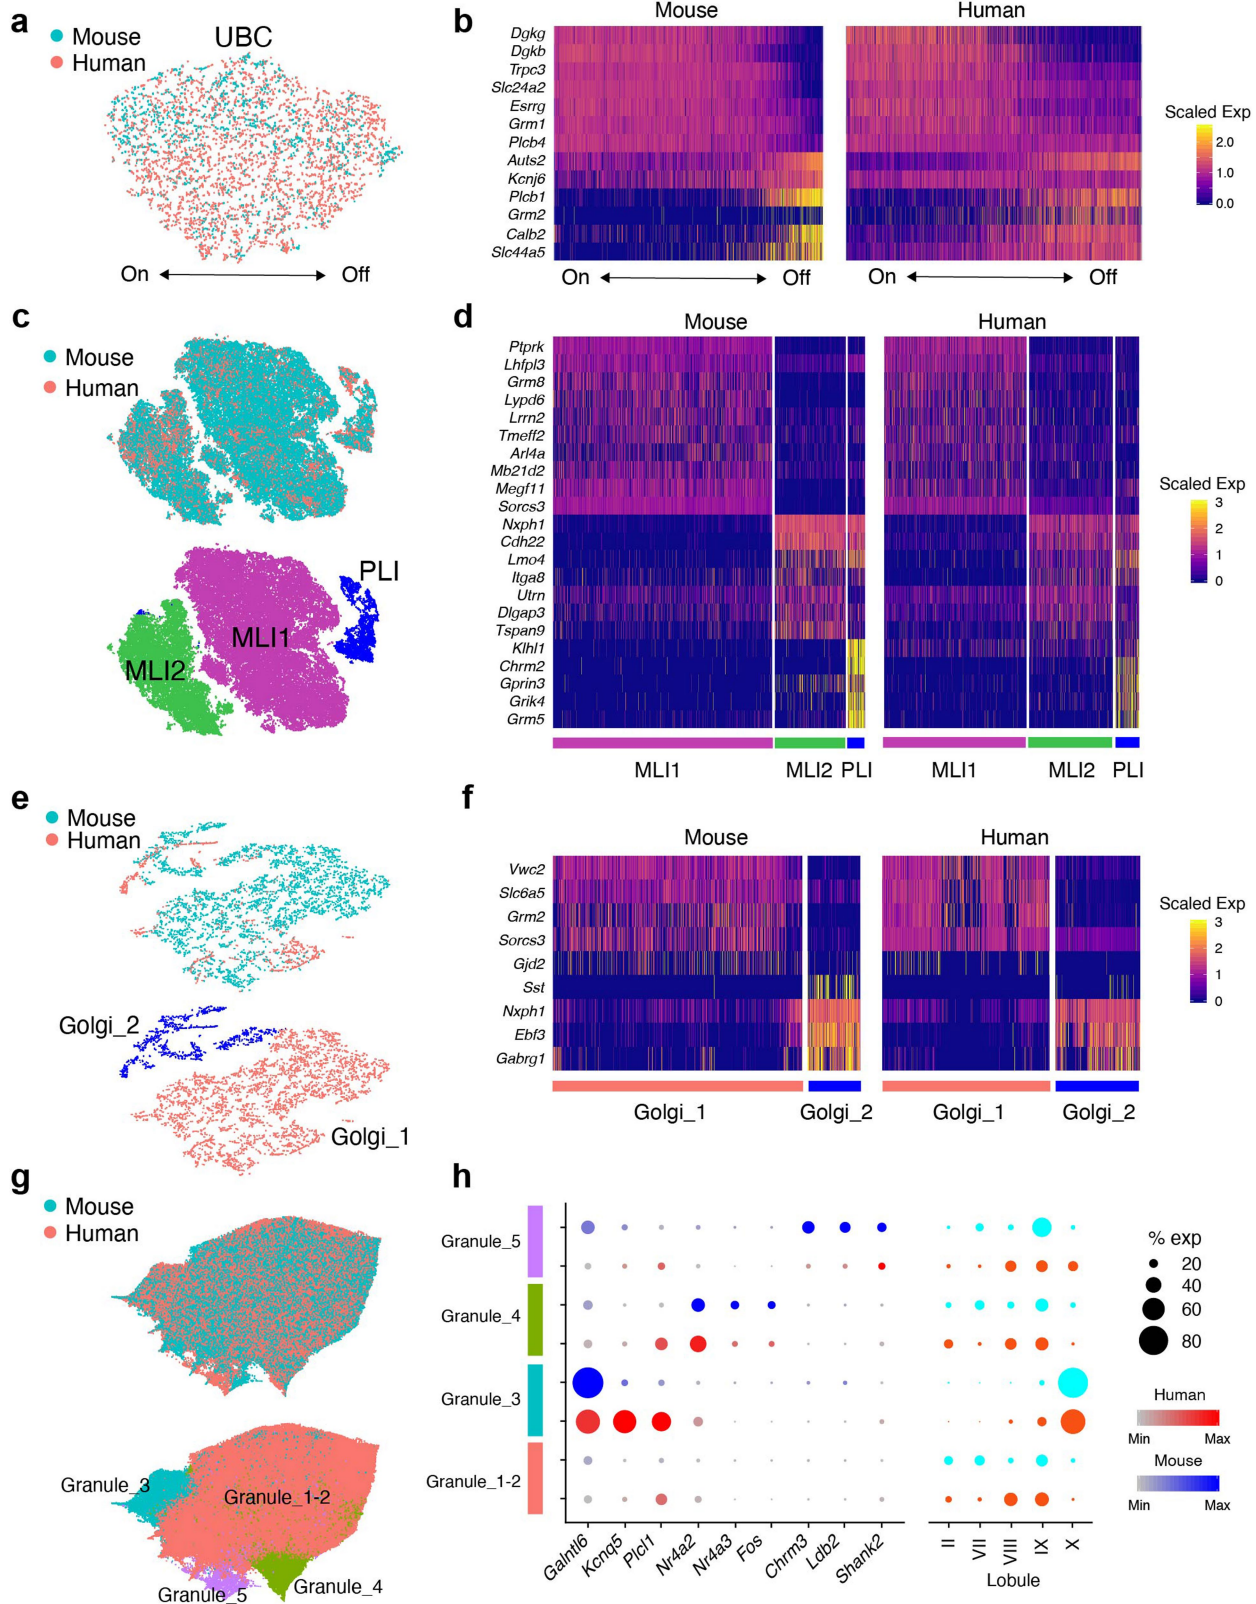 a
Mouse
Human
UBC
On
Off
b
Mouse
Human
Dgkg
Dgkb
Trpc3
Slc24a2
Esrrg
Grm1
Plcb4
Auts2
Kcnj6
Plcb1
Grm2
Calb2
Slc44a5
On
Off
On
Off
Scaled Exp
2.0
1.0
0.0
c
Mouse
Human
PLI
MLI1
MLI2
d
Mouse
Human
Ptprk
Lhfpl3
Grm8
Lypd6
Lrrn2
Tmeff2
Arl4a
Mb21d2
Megf11
Sorcs3
Nxph1
Cdh22
Lmo4
Itga8
Utrn
Dlgap3
Tspan9
Klhl1
Chrm2
Gprin3
Grik4
Grm5
MLI1
MLI2
PLI
MLI1
MLI2
PLI
Scaled Exp
3
2
1
0
e
Mouse
Human
Golgi_2
Golgi_1
f
Mouse
Human
Vwc2
Slc6a5
Grm2
Sorcs3
Gjd2
Sst
Nxph1
Ebf3
Gabrg1
Golgi_1
Golgi_2
Golgi_1
Golgi_2
Scaled Exp
3
2
1
0
g
Mouse
Human
Granule_3
Granule_1-2
Granule_5
Granule_4
h
Granule_5
Granule_4
Granule_3
Granule_1-2
Galntl6
Kcnq5
Plcl1
Nr4a2
Nr4a3
Fos
Chrm3
Ldb2
Shank2
II
VII
VIII
IX
X
Lobule
% exp
20
40
60
80
Human
Min
Max
Mouse
Min
Max